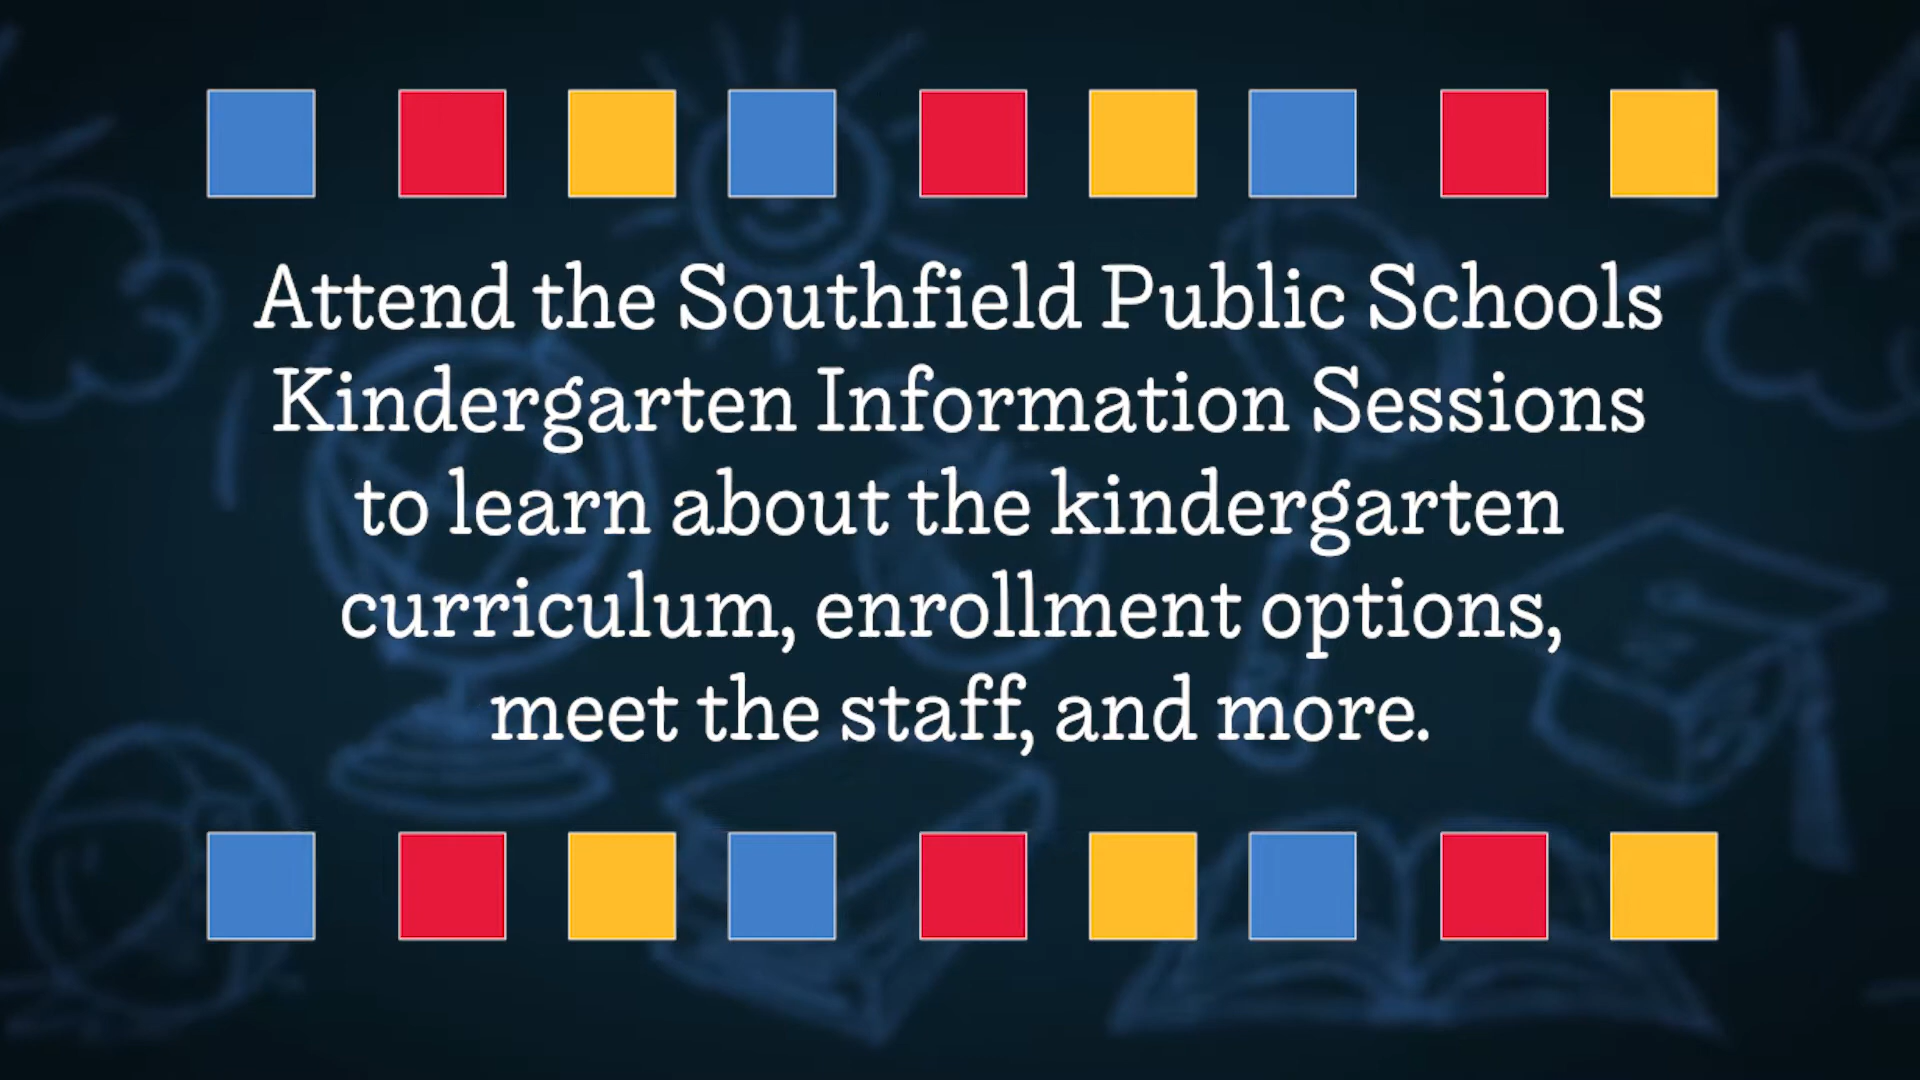 Attend the Southfield Public Schools
Kindergarten Information Sessions
to learn about the kindergarten
curriculum, enrollment options,
meet the staff, and more.